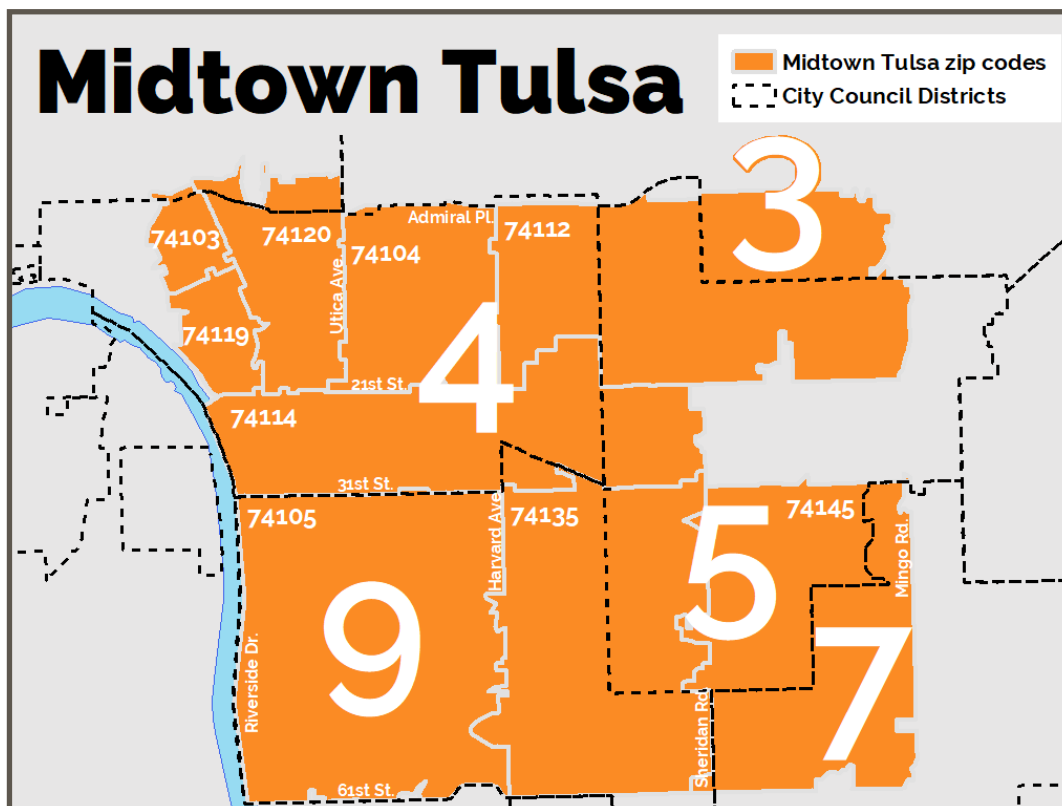 Midtown Tulsa
Midtown Tulsa zip codes
City Council Districts
3
Admiral Pl.
74103
74120
74104
74112
Utica Ave.
74119
4
21st St.
74114
31st St.
74105
Harvard Ave.
74135
5
74145
Mingo Rd.
9
7
Riverside Dr.
Sheridan Rd.
61st St.